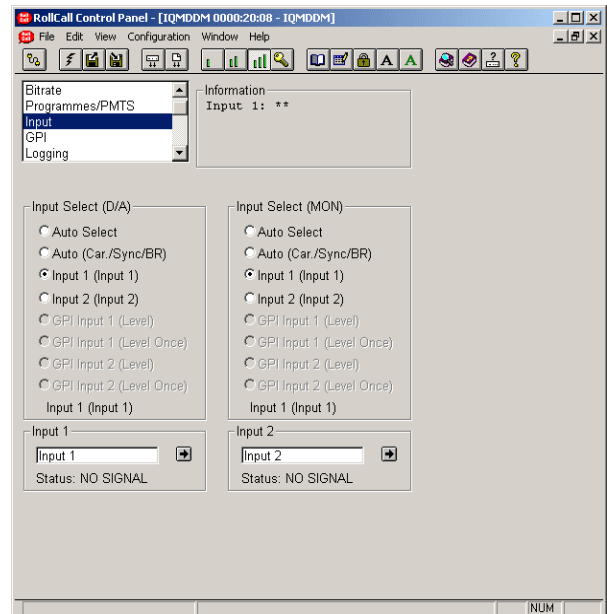 RollCall Control Panel - [IQMDDM 0000:20:08 - IQMDDM]
File Edit View Configuration Window Help
A A
Bitrate
Programmes/PMTS
Input
GPI
Logging
Information
Input 1: **
Input Select (D/A)
Auto Select
Auto (Car./Sync/BR)
Input 1 (Input 1)
Input 2 (Input 2)
GPI Input 1 (Level)
GPI Input 1 (Level Once)
GPI Input 2 (Level)
GPI Input 2 (Level Once)
Input 1 (Input 1)
Input Select (MON)
Auto Select
Auto (Car./Sync/BR)
Input 1 (Input 1)
Input 2 (Input 2)
GPI Input 1 (Level)
GPI Input 1 (Level Once)
GPI Input 2 (Level)
GPI Input 2 (Level Once)
Input 1 (Input 1)
Input 1
Input 1
Status: NO SIGNAL
Input 2
Input 2
Status: NO SIGNAL
NUM